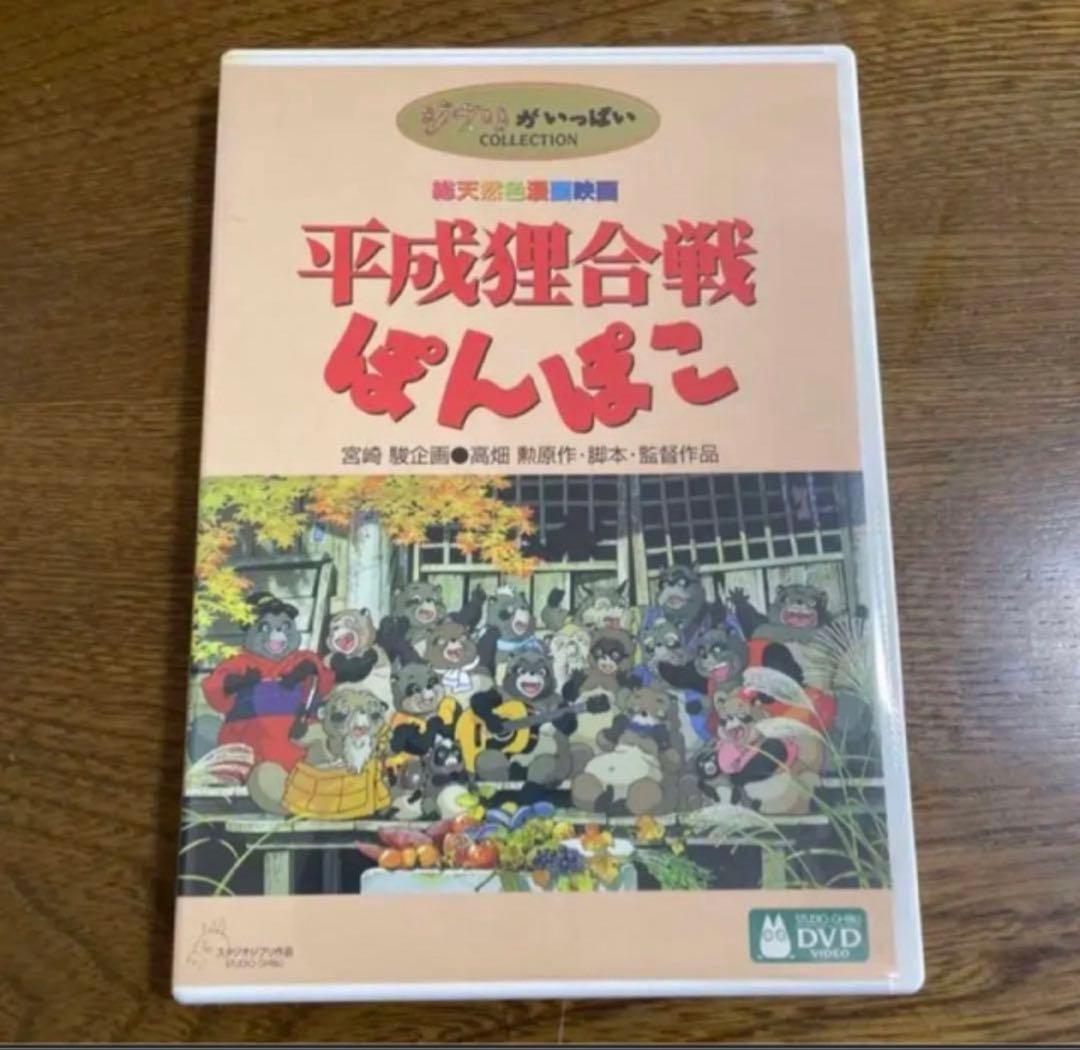 ジブリがいっぱい
COLLECTION
総天然色漫画映画
平成狸合戦
ぽんぽこ
宮崎 駿企画●高畑 勲原作・脚本・監督作品
スタジオジブリ作品
STUDIO GHIBLI
STUDIO GHIBLI
DVD
VIDEO